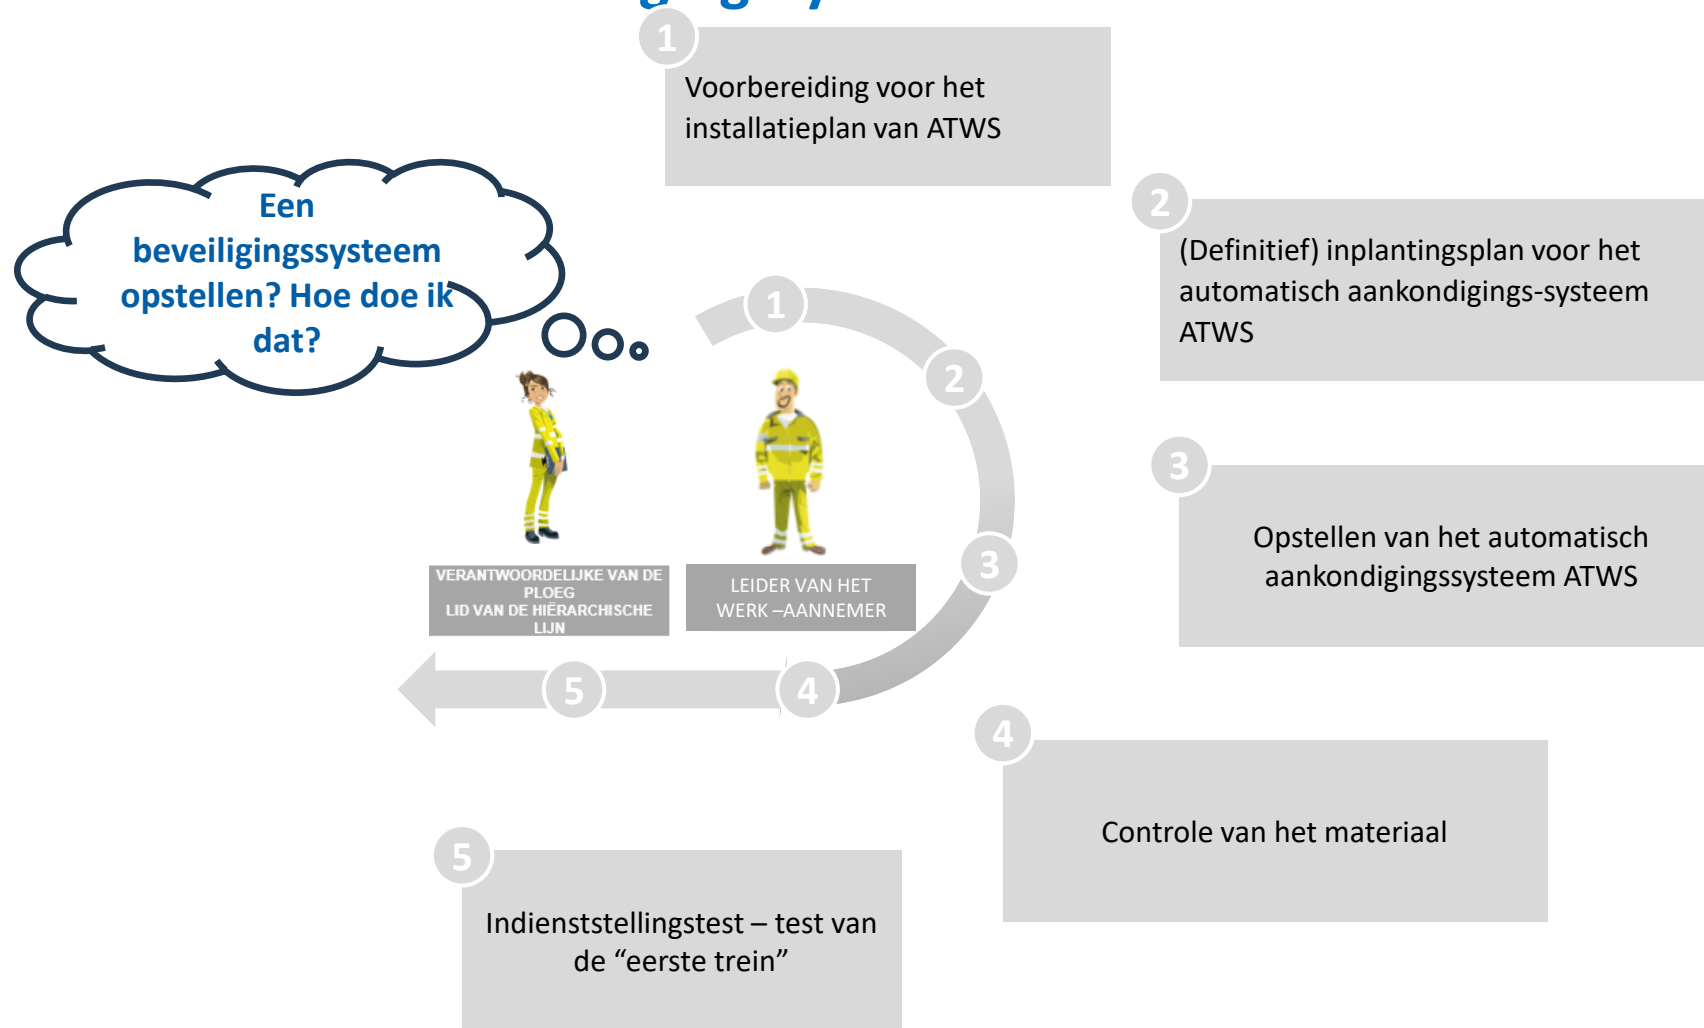 1
Voorbereiding voor het
installatieplan van ATWS
2
(Definitief) inplantingsplan voor het
automatisch aankondigings-systeem
ATWS
Een
beveiligingssysteem
opstellen? Hoe doe ik
dat?
1
2
3
4
5
3
Opstellen van het automatisch
aankondigingssysteem ATWS
VERANTWOORDELIJKE VAN DE
PLOEG
LID VAN DE HIËRARCHISCHE
LIJN
LEIDER VAN HET
WERK –AANNEMER
4
Controle van het materiaal
5
Indienststellingstest – test van
de “eerste trein”